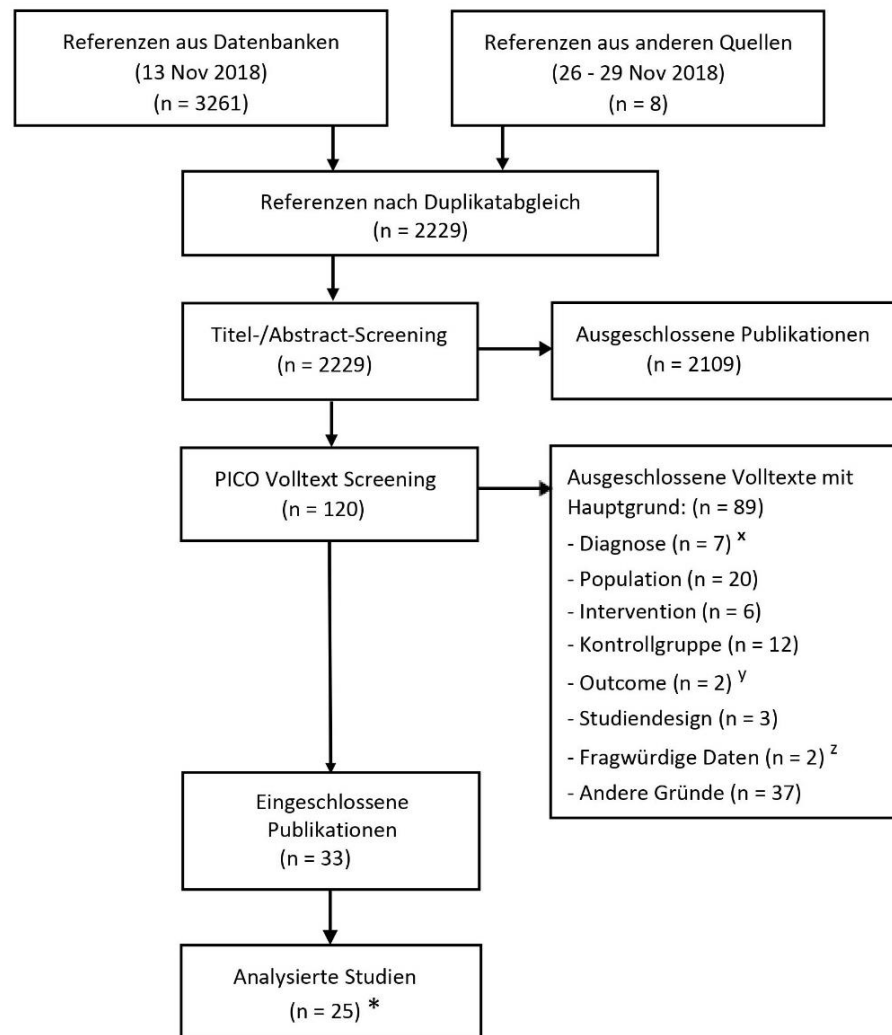 Referenzen aus Datenbanken
(13 Nov 2018)
(n = 3261)
Referenzen aus anderen Quellen
(26 - 29 Nov 2018)
(n = 8)
Referenzen nach Duplikatabgleich
(n = 2229)
Titel-/Abstract-Screening
(n = 2229)
Ausgeschlossene Publikationen
(n = 2109)
PICO Volltext Screening
(n = 120)
Ausgeschlossene Volltexte mit
Hauptgrund: (n = 89)
- Diagnose (n = 7) x
- Population (n = 20)
- Intervention (n = 6)
- Kontrollgruppe (n = 12)
- Outcome (n = 2) y
- Studiendesign (n = 3)
- Fragwürdige Daten (n = 2) z
- Andere Gründe (n = 37)
Eingeschlossene
Publikationen
(n = 33)
Analysierte Studien
(n = 25) *